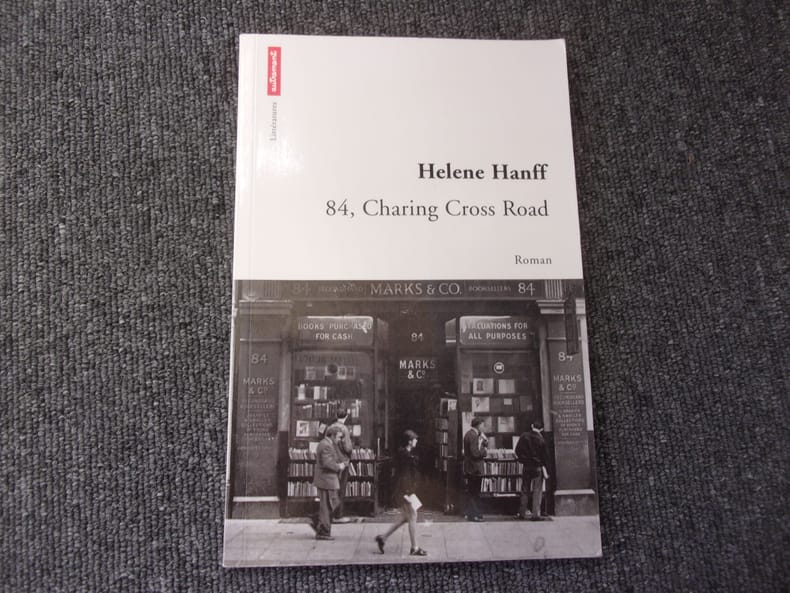 autrement
Littératures
Helene Hanff
84, Charing Cross Road
Roman
84 MARKS & CO. BOOKSELLERS 84
BOOKS PURCHASED
FOR CASH
VALUATIONS FOR
ALL PURPOSES
84
MARKS
& Co
84
MARKS
& Co
84
MARKS
& Co